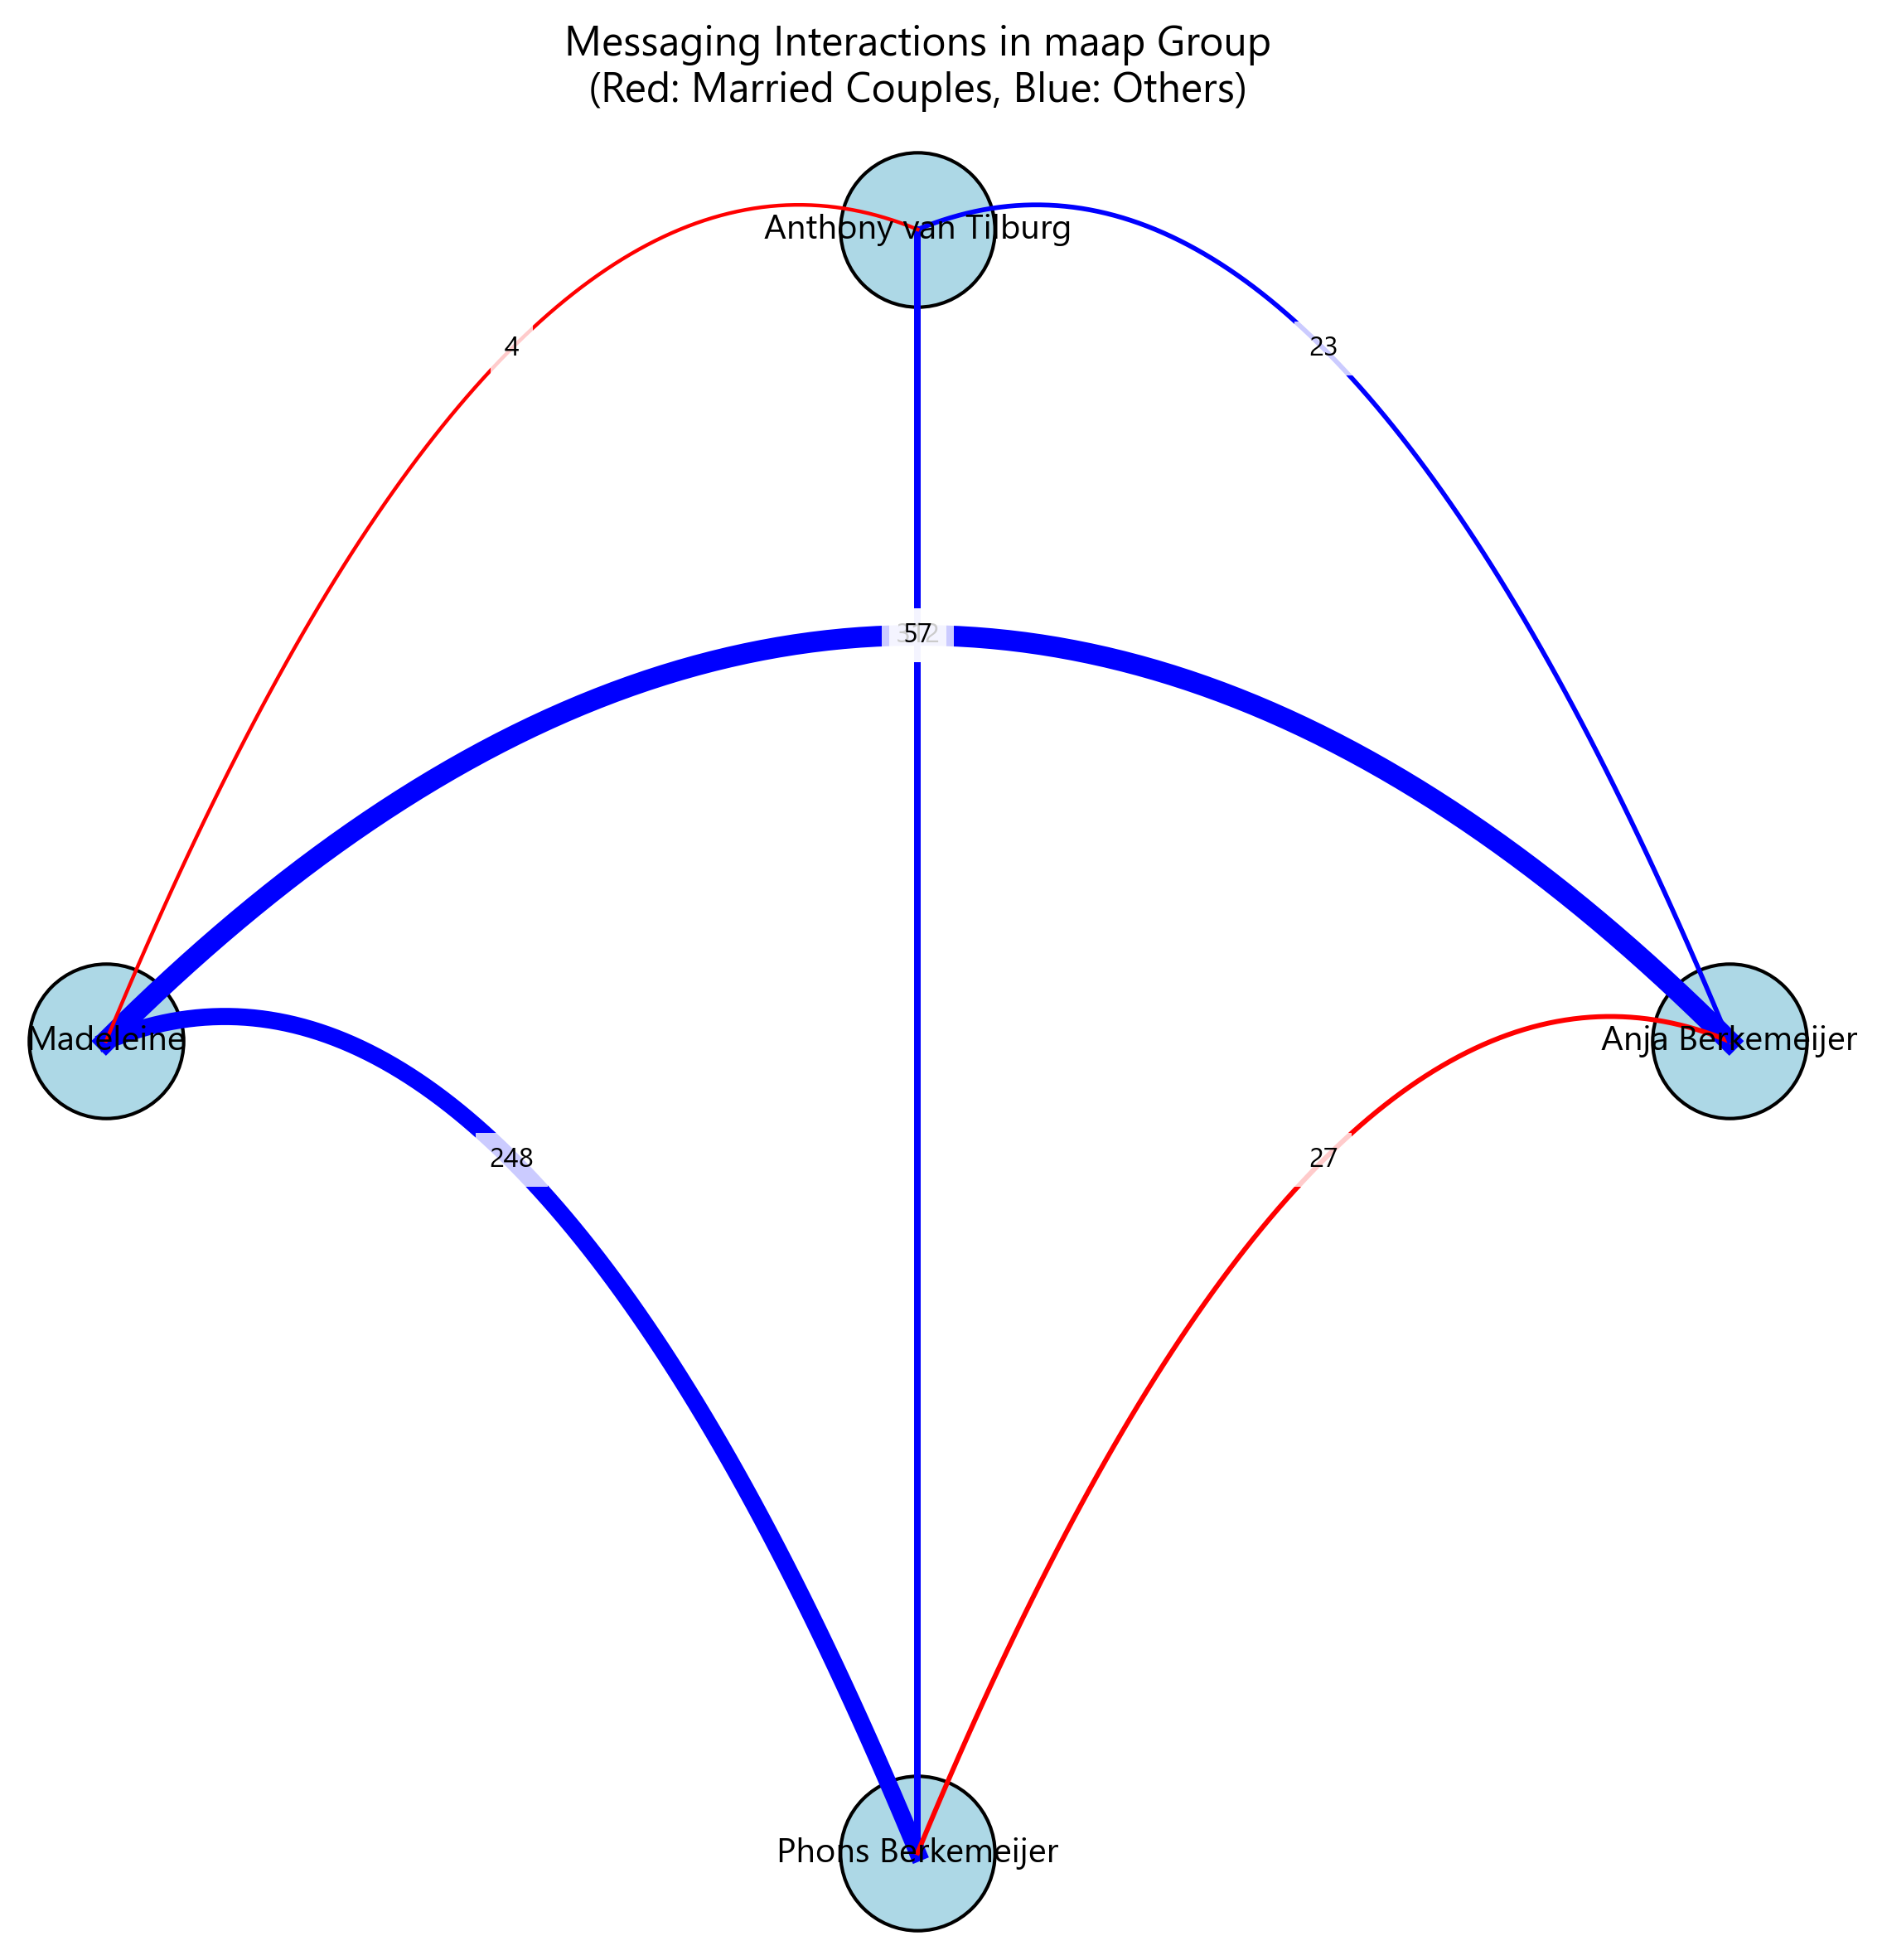 Messaging Interactions in maap Group
(Red: Married Couples, Blue: Others)
Anthony van Tilburg
4
23
57
Madeleine
Anja Berkemeijer
248
27
Phons Berkemeijer